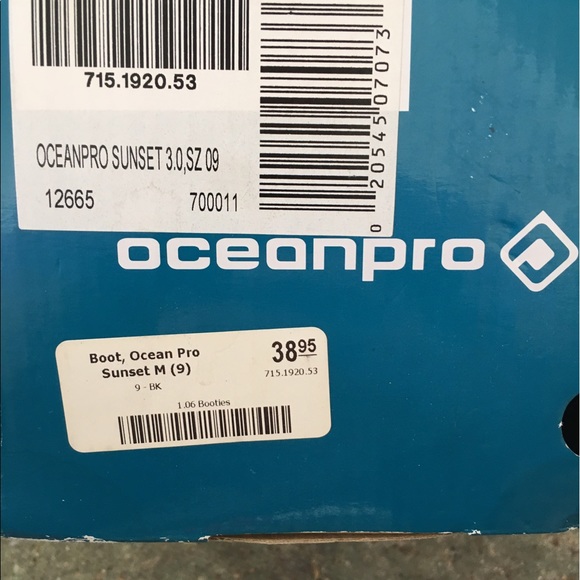 715.1920.53
OCEANPRO SUNSET 3.0,SZ 09
12665 700011
0 20545 07073
oceanpro
Boot, Ocean Pro
Sunset M (9)
9 - BK
38.95
715.1920.53
1.06 Booties